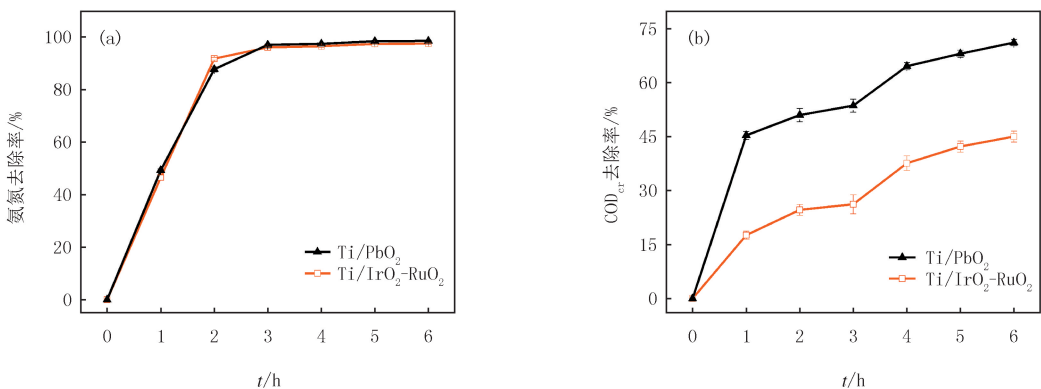 (a)
100
80
60
40
20
0
氨氮去除率/%
Ti/PbO₂
Ti/IrO₂-RuO₂
0 1 2 3 4 5 6
t/h
(b)
75
60
45
30
15
0
CODcr去除率/%
Ti/PbO₂
Ti/IrO₂-RuO₂
0 1 2 3 4 5 6
t/h